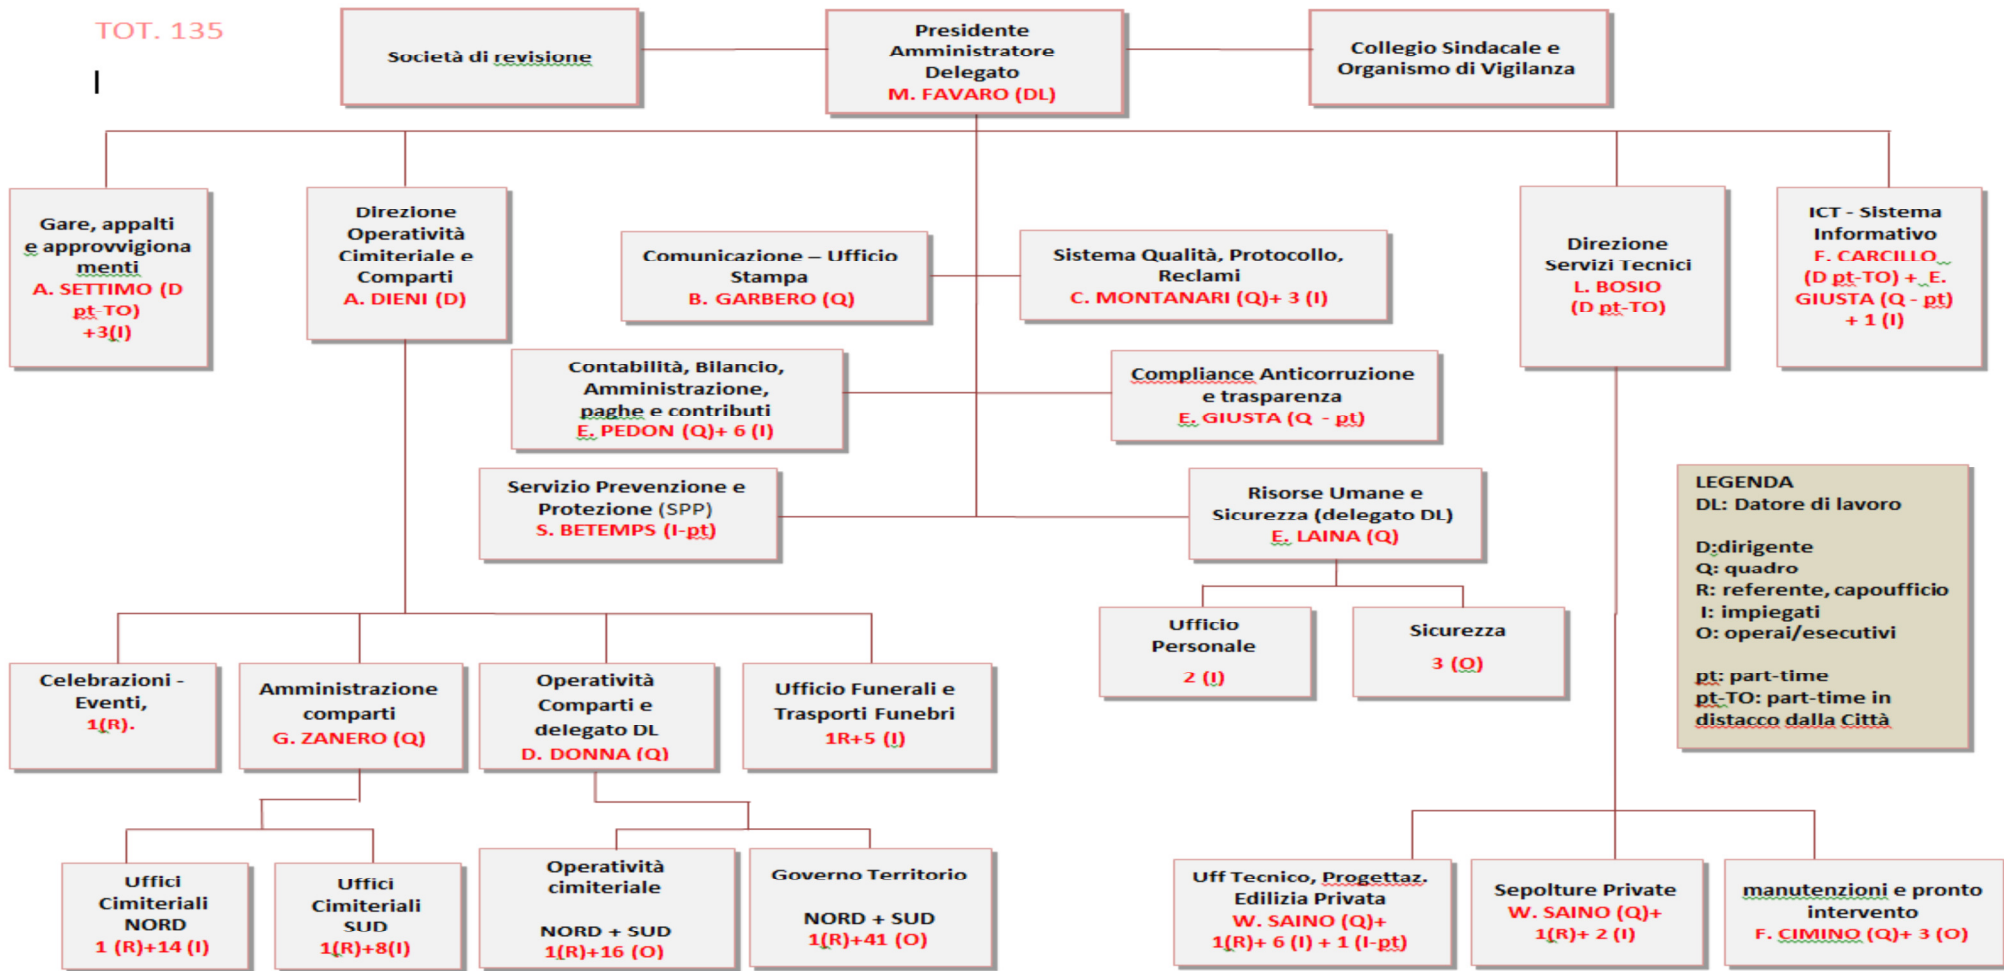 TOT. 135
Società di revisione
Presidente
Amministratore
Delegato
M. FAVARO (DL)
Collegio Sindacale e
Organismo di Vigilanza
Gare, appalti
e approvvigiona
menti
A. SETTIMO (D
pt-TO)
+3(I)
Direzione
Operatività
Cimiteriale e
Comparti
A. DIENI (D)
Comunicazione – Ufficio
Stampa
B. GARBERO (Q)
Sistema Qualità, Protocollo,
Reclami
C. MONTANARI (Q)+ 3 (I)
Direzione
Servizi Tecnici
L. BOSIO
(D pt-TO)
ICT - Sistema
Informativo
F. CARCILLO
(D pt-TO) + E.
GIUSTA (Q - pt)
+ 1 (I)
Contabilità, Bilancio,
Amministrazione,
paghe e contributi
E. PEDON (Q)+ 6 (I)
Compliance Anticorruzione
e trasparenza
E. GIUSTA (Q - pt)
Servizio Prevenzione e
Protezione (SPP)
S. BETEMPS (I-pt)
Risorse Umane e
Sicurezza (delegato DL)
E. LAINA (Q)
LEGENDA
DL: Datore di lavoro
D:dirigente
Q: quadro
R: referente, capoufficio
I: impiegati
O: operai/esecutivi
pt: part-time
pt-TO: part-time in
distacco dalla Città
Ufficio
Personale
2 (I)
Sicurezza
3 (O)
Celebrazioni -
Eventi,
1(R).
Amministrazione
comparti
G. ZANERO (Q)
Operatività
Comparti e
delegato DL
D. DONNA (Q)
Ufficio Funerali e
Trasporti Funebri
1R+5 (I)
Uffici
Cimiteriali
NORD
1 (R)+14 (I)
Uffici
Cimiteriali
SUD
1(R)+8(I)
Operatività
cimiteriale
NORD + SUD
1(R)+16 (O)
Governo Territorio
NORD + SUD
1(R)+41 (O)
Uff Tecnico, Progettaz.
Edilizia Privata
W. SAINO (Q)+
1(R)+ 6 (I) + 1 (I-pt)
Sepolture Private
W. SAINO (Q)+
1(R)+ 2 (I)
manutenzioni e pronto
intervento
F. CIMINO (Q)+ 3 (O)